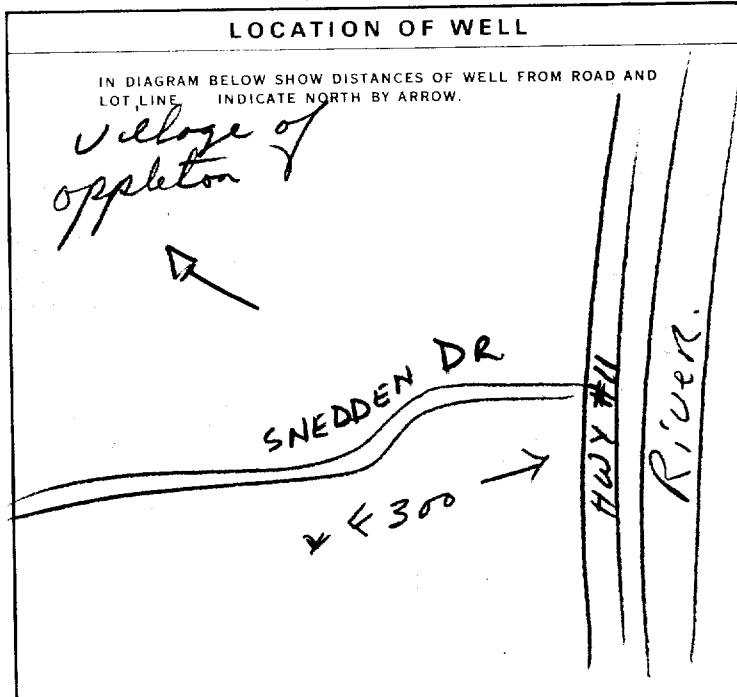 LOCATION OF WELL
IN DIAGRAM BELOW SHOW DISTANCES OF WELL FROM ROAD AND
LOT LINE   INDICATE NORTH BY ARROW.
Village of
Appleton
SNEDDEN DR
300
HWY #11
River.